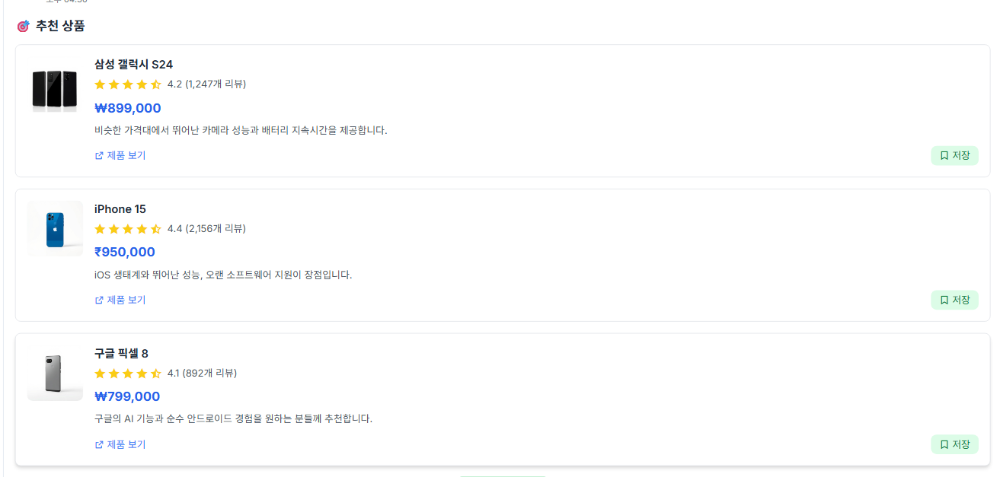 추천 상품
삼성 갤럭시 S24
4.2 (1,247개 리뷰)
₩899,000
비슷한 가격대에서 뛰어난 카메라 성능과 배터리 지속시간을 제공합니다.
제품 보기
저장
iPhone 15
4.4 (2,156개 리뷰)
₹950,000
iOS 생태계와 뛰어난 성능, 오랜 소프트웨어 지원이 장점입니다.
제품 보기
저장
구글 픽셀 8
4.1 (892개 리뷰)
₩799,000
구글의 AI 기능과 순수 안드로이드 경험을 원하는 분들께 추천합니다.
제품 보기
저장